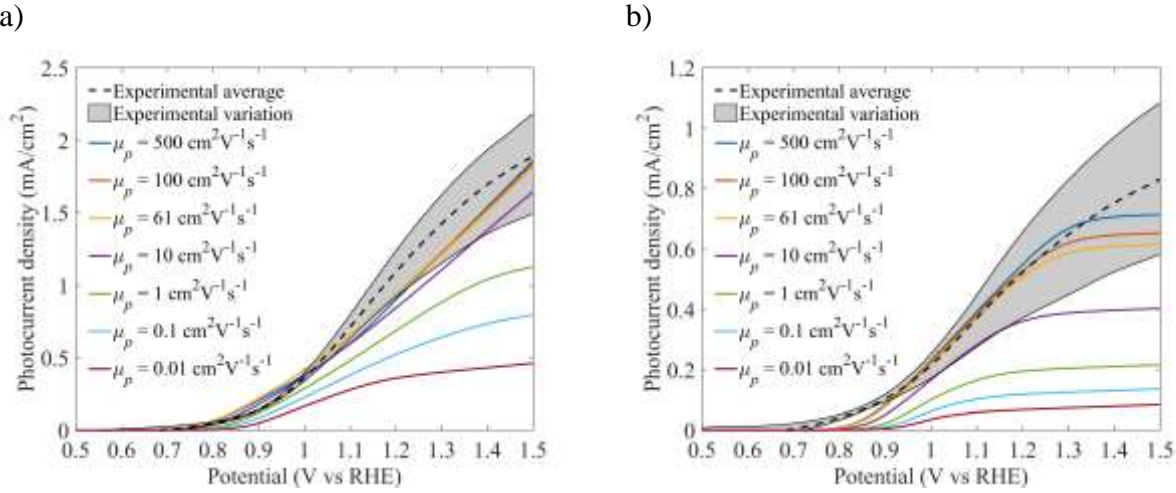 a)
2.5
2
1.5
1
0.5
0
Photocurrent density (mA/cm²)
Experimental average
Experimental variation
μp = 500 cm²V⁻¹s⁻¹
μp = 100 cm²V⁻¹s⁻¹
μp = 61 cm²V⁻¹s⁻¹
μp = 10 cm²V⁻¹s⁻¹
μp = 1 cm²V⁻¹s⁻¹
μp = 0.1 cm²V⁻¹s⁻¹
μp = 0.01 cm²V⁻¹s⁻¹
0.5 0.6 0.7 0.8 0.9 1 1.1 1.2 1.3 1.4 1.5
Potential (V vs RHE)
b)
1.2
1
0.8
0.6
0.4
0.2
0
Photocurrent density (mA/cm²)
Experimental average
Experimental variation
μp = 500 cm²V⁻¹s⁻¹
μp = 100 cm²V⁻¹s⁻¹
μp = 61 cm²V⁻¹s⁻¹
μp = 10 cm²V⁻¹s⁻¹
μp = 1 cm²V⁻¹s⁻¹
μp = 0.1 cm²V⁻¹s⁻¹
μp = 0.01 cm²V⁻¹s⁻¹
0.5 0.6 0.7 0.8 0.9 1 1.1 1.2 1.3 1.4 1.5
Potential (V vs RHE)